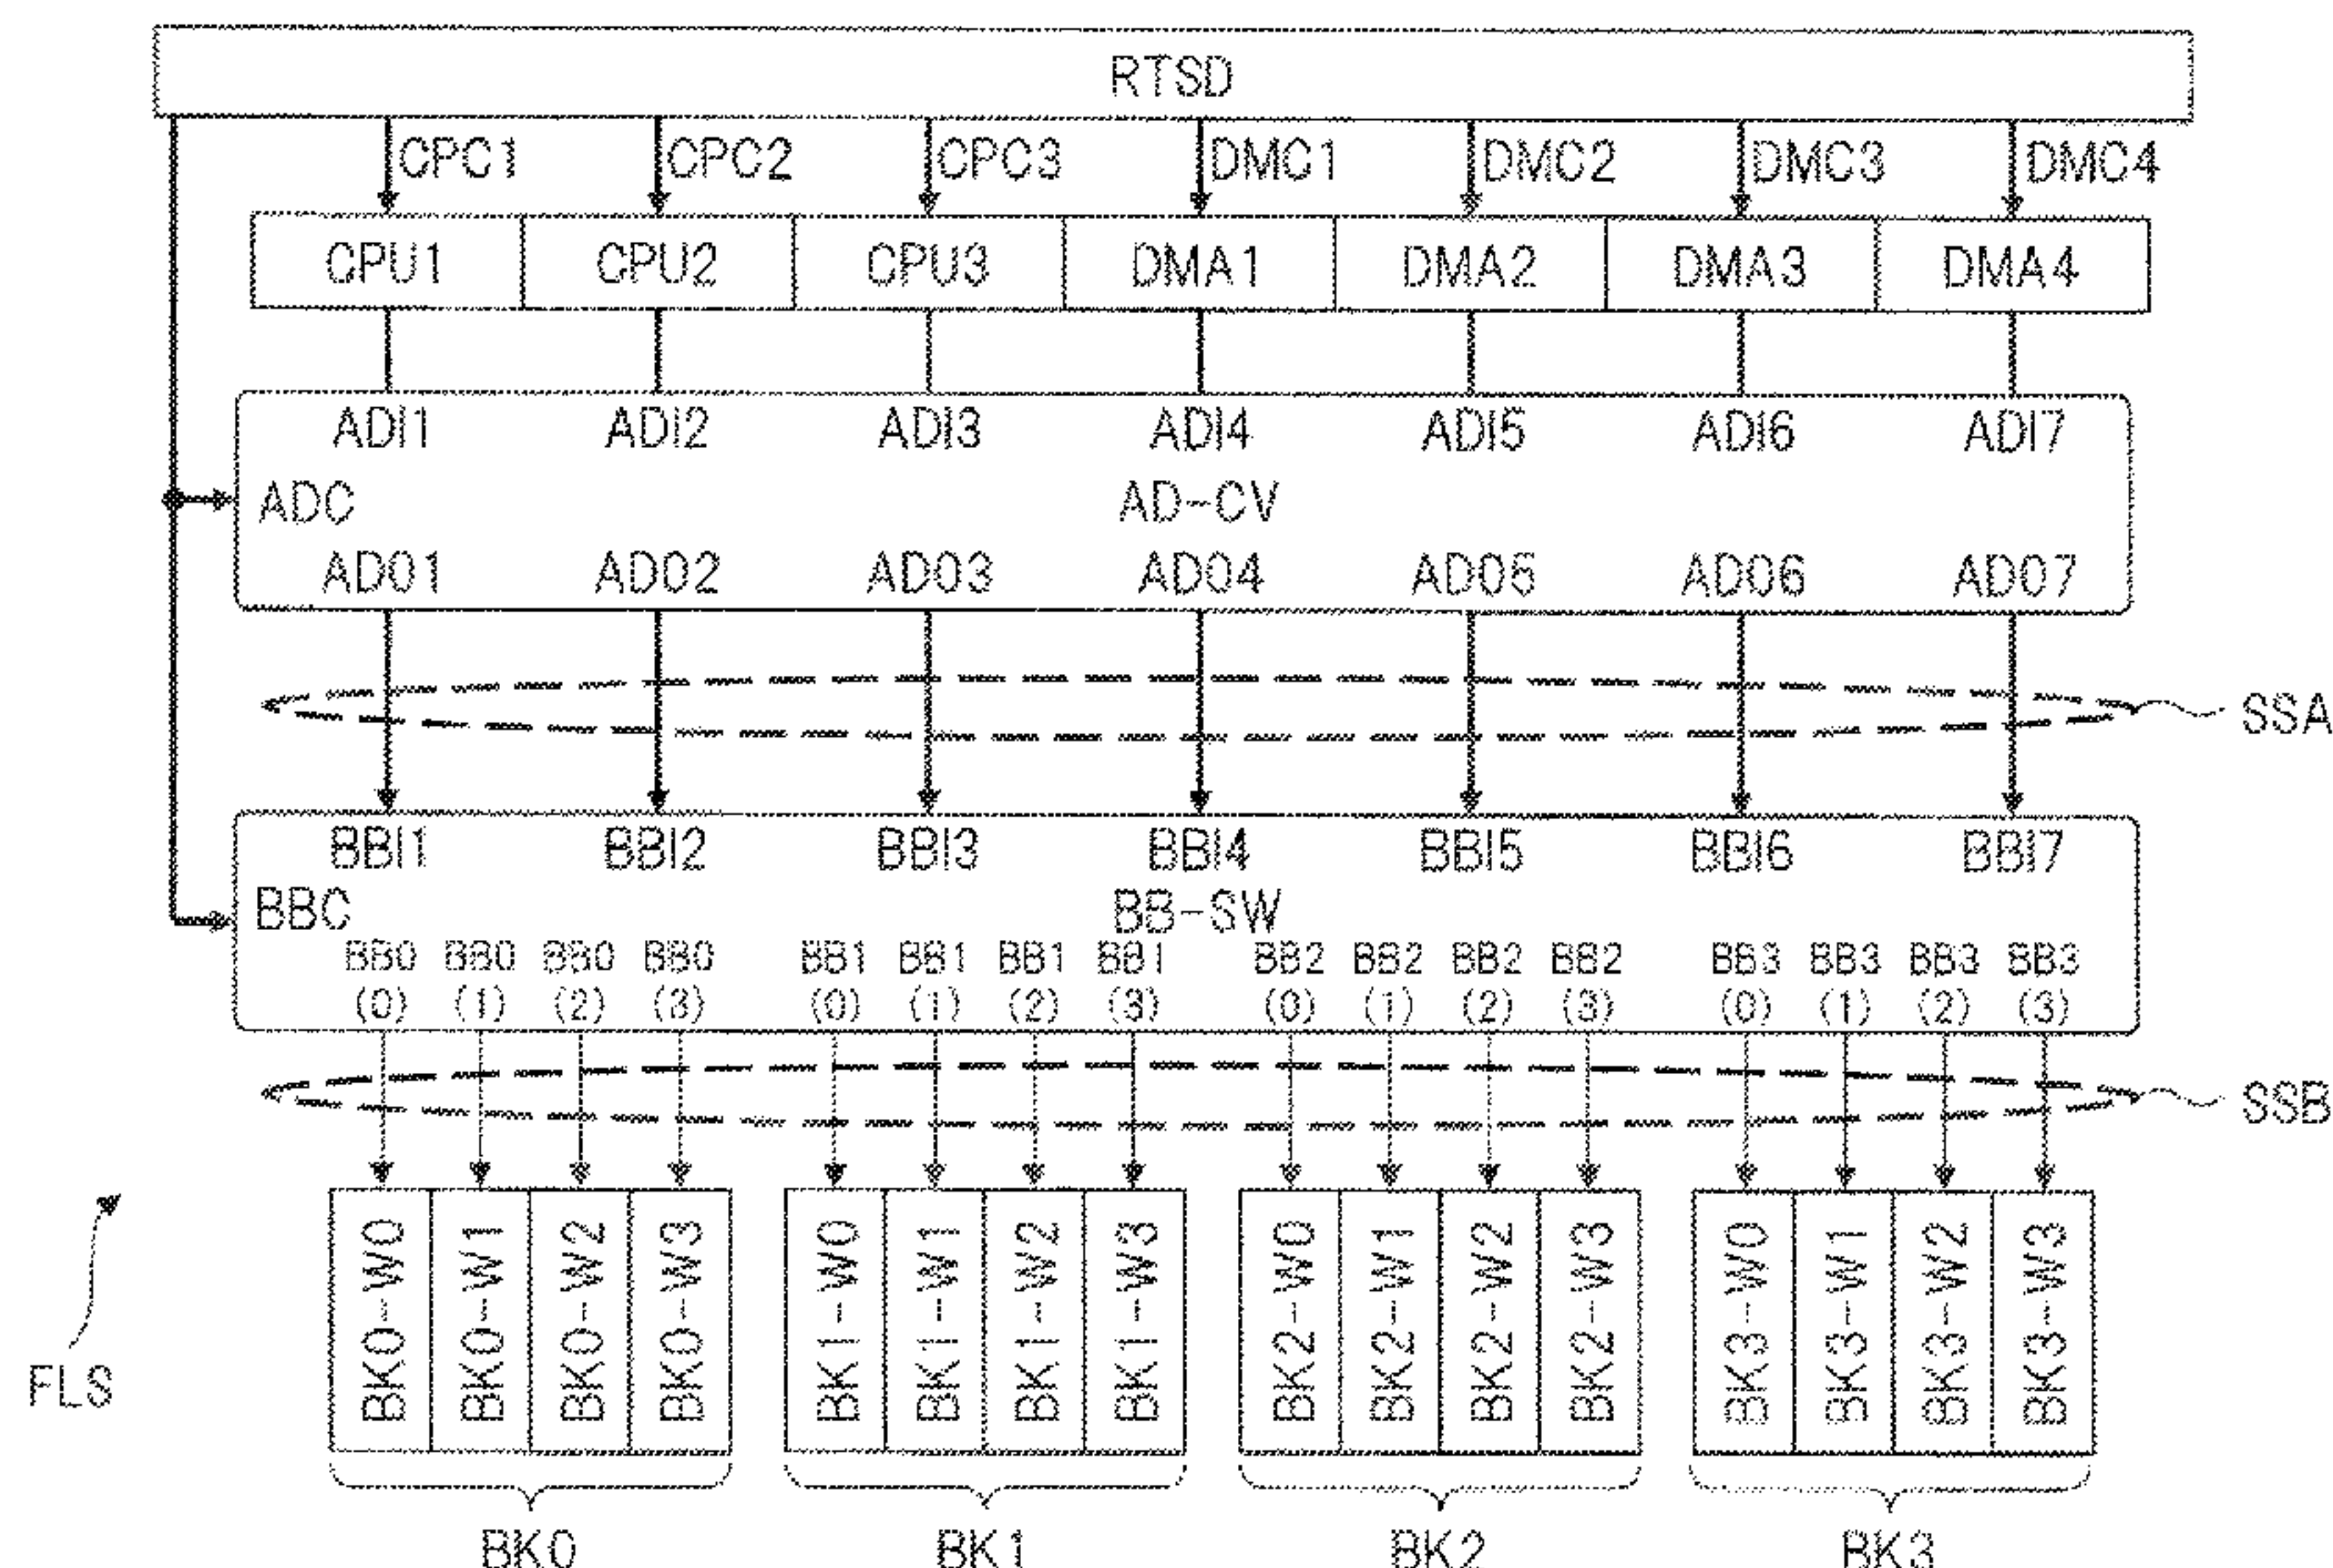 RTSD
CPC1 CPC2 CPC3 DMC1 DMC2 DMC3 DMC4
CPU1 CPU2 CPU3 DMA1 DMA2 DMA3 DMA4
ADI1 ADI2 ADI3 ADI4 ADI5 ADI6 ADI7
ADC AD-CV
ADO1 ADO2 ADO3 ADO4 ADO5 ADO6 ADO7
SSA
BBI1 BBI2 BBI3 BBI4 BBI5 BBI6 BBI7
BBC BB-SW
BB0 BB0 BB0 BB0 BB1 BB1 BB1 BB1 BB2 BB2 BB2 BB2 BB3 BB3 BB3 BB3
(0) (1) (2) (3) (0) (1) (2) (3) (0) (1) (2) (3) (0) (1) (2) (3)
SSB
BK0-W0 BK0-W1 BK0-W2 BK0-W3 BK1-W0 BK1-W1 BK1-W2 BK1-W3 BK2-W0 BK2-W1 BK2-W2 BK2-W3 BK3-W0 BK3-W1 BK3-W2 BK3-W3
FLS
BK0 BK1 BK2 BK3